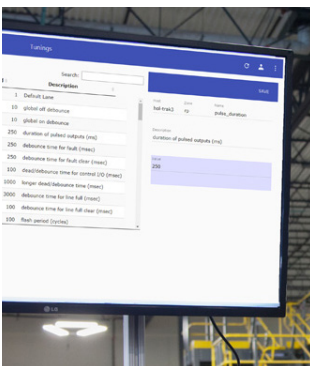 Tunings
Search:
Description
1 Default Lane
10 global off debounce
10 global on debounce
250 duration of pulsed outputs (ms)
250 debounce time for fault (msec)
250 debounce time for fault clear (msec)
100 dead/debounce time for control I/O (msec)
1000 longer dead/debounce time (msec)
3000 debounce time for line full (msec)
100 debounce time for line full clear (msec)
100 flash period (cycles)
SAVE
Name
pulse_duration
Description
duration of pulsed outputs (ms)
Value
250
LG